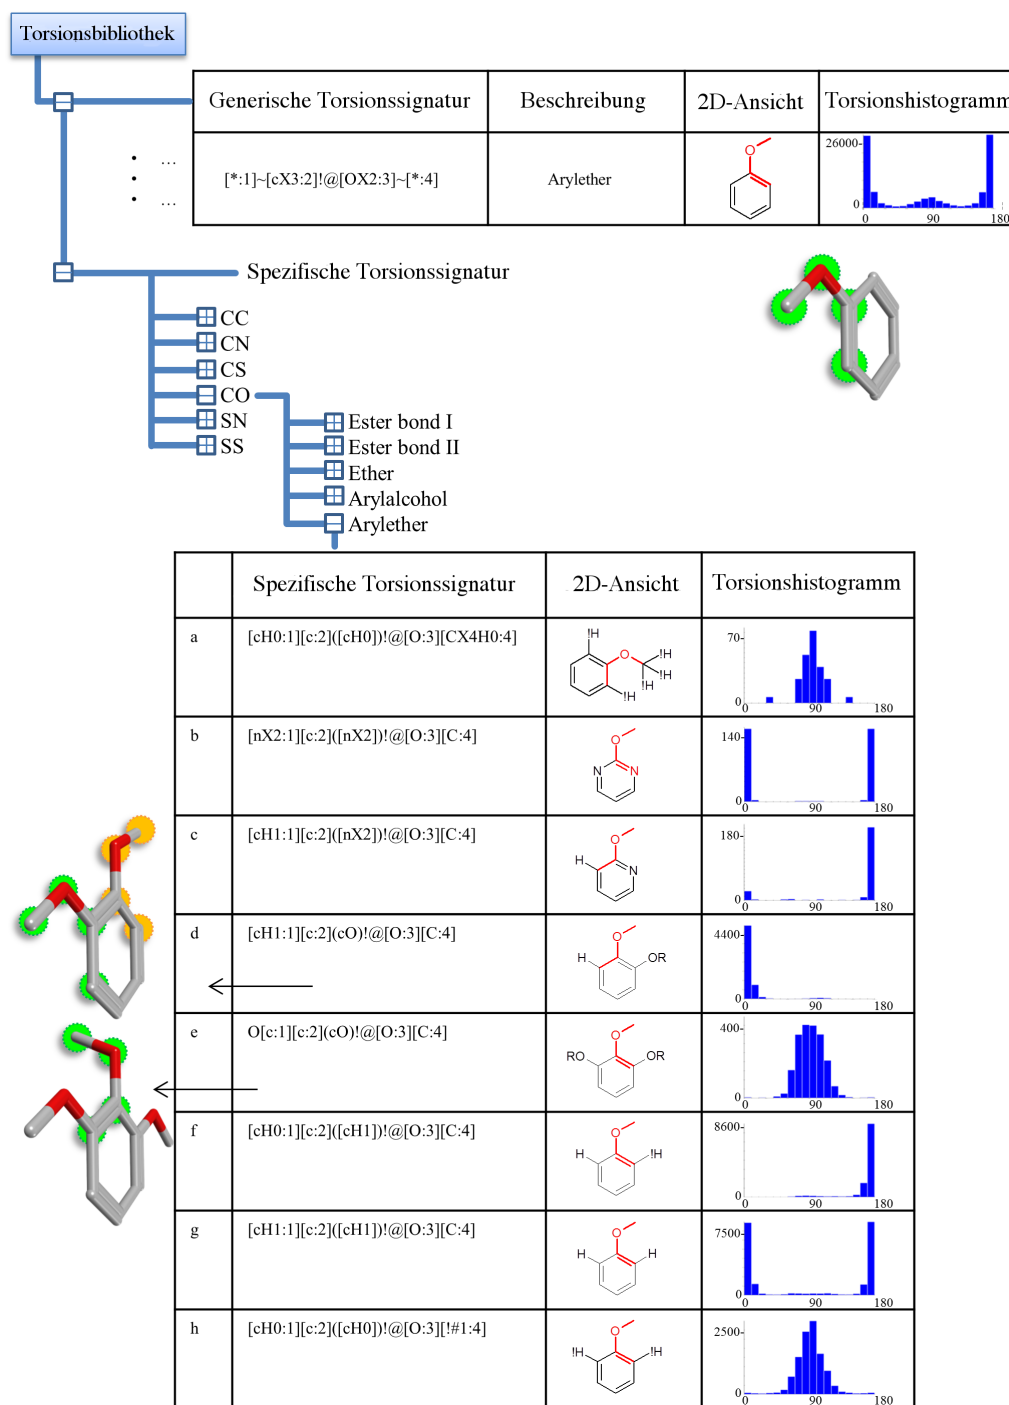 Torsionsbibliothek
Generische Torsionssignatur
Beschreibung
2D-Ansicht
Torsionshistogramm
• ...
•
• ...
[*:1]~[cX3:2]!@[OX2:3]~[*:4]
Arylether
O
26000
0
0 90 180
Spezifische Torsionssignatur
CC
CN
CS
CO
SN
SS
Ester bond I
Ester bond II
Ether
Arylalcohol
Arylether
Spezifische Torsionssignatur
2D-Ansicht
Torsionshistogramm
a
[cH0:1][c:2]([cH0])!@[O:3][CX4H0:4]
!H O !H !H !H !H
70
0
0 90 180
b
[nX2:1][c:2]([nX2])!@[O:3][C:4]
O N N
140
0
0 90 180
c
[cH1:1][c:2]([nX2])!@[O:3][C:4]
O H N
180
0
0 90 180
d
[cH1:1][c:2](cO)!@[O:3][C:4]
O H OR
4400
0
0 90 180
e
O[c:1][c:2](cO)!@[O:3][C:4]
O RO OR
400
0
0 90 180
f
[cH0:1][c:2]([cH1])!@[O:3][C:4]
O H !H
8600
0
0 90 180
g
[cH1:1][c:2]([cH1])!@[O:3][C:4]
O H H
7500
0
0 90 180
h
[cH0:1][c:2]([cH0])!@[O:3][!#1:4]
O !H !H
2500
0
0 90 180